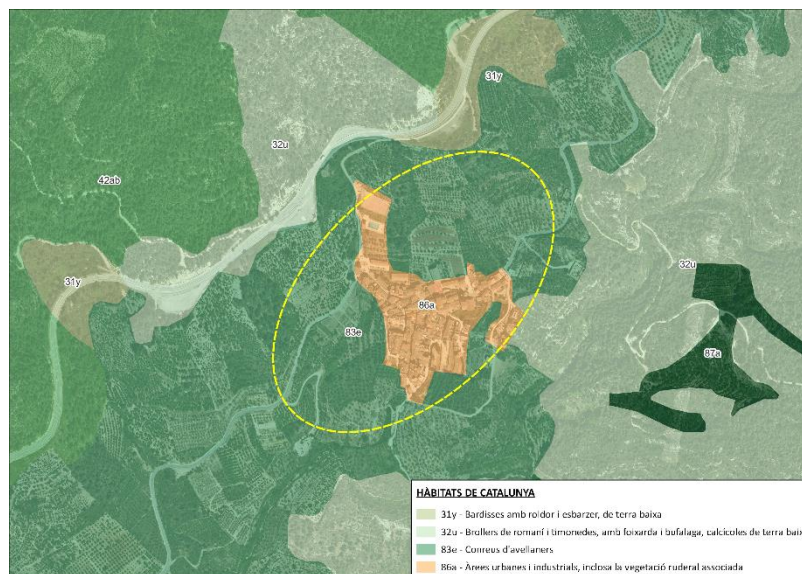 31y
32u
42ab
31y
32u
86a
83e
87a
HÀBITATS DE CATALUNYA
31y - Bardisses amb roldor i esbarzer, de terra baixa
32u - Brolles de romaní i timonedes, amb foixarda i bufalaga, calcícoles de terra baix
83e - Conreus d'avellaners
86a - Àrees urbanes i industrials, inclosa la vegetació ruderal associada